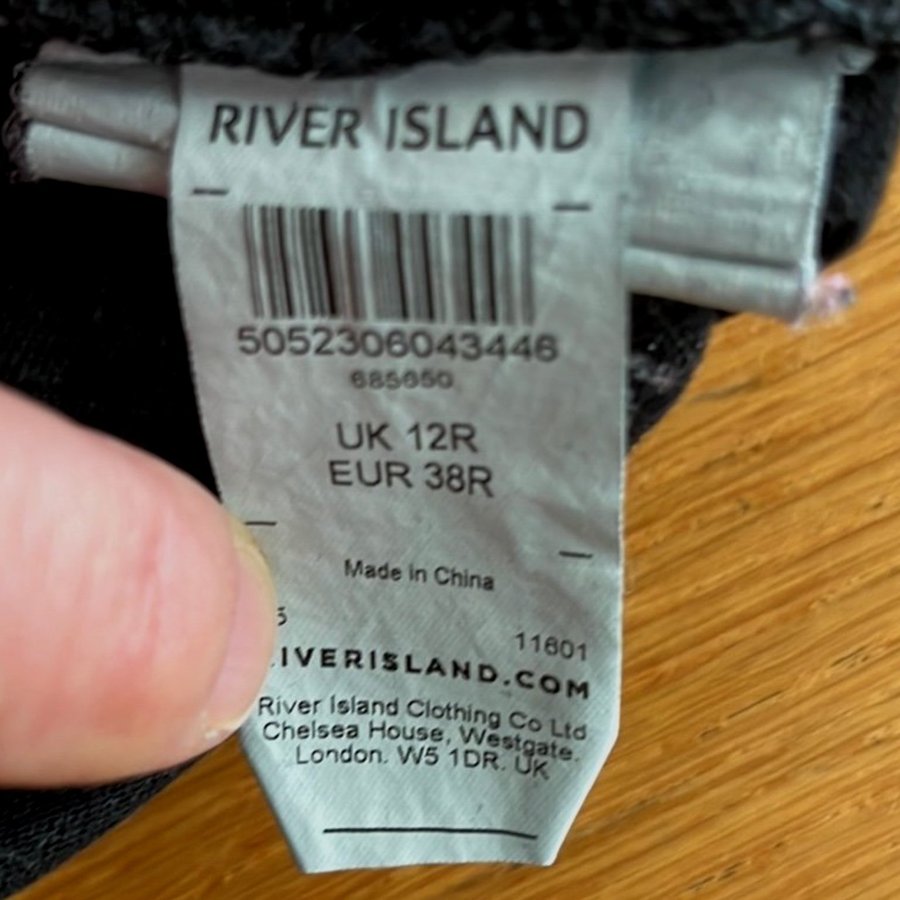 RIVER ISLAND
5052306043446
685650
UK 12R
EUR 38R
Made in China
11601
IVERISLAND.COM
River Island Clothing Co Ltd
Chelsea House, Westgate.
London. W5 1DR. UK